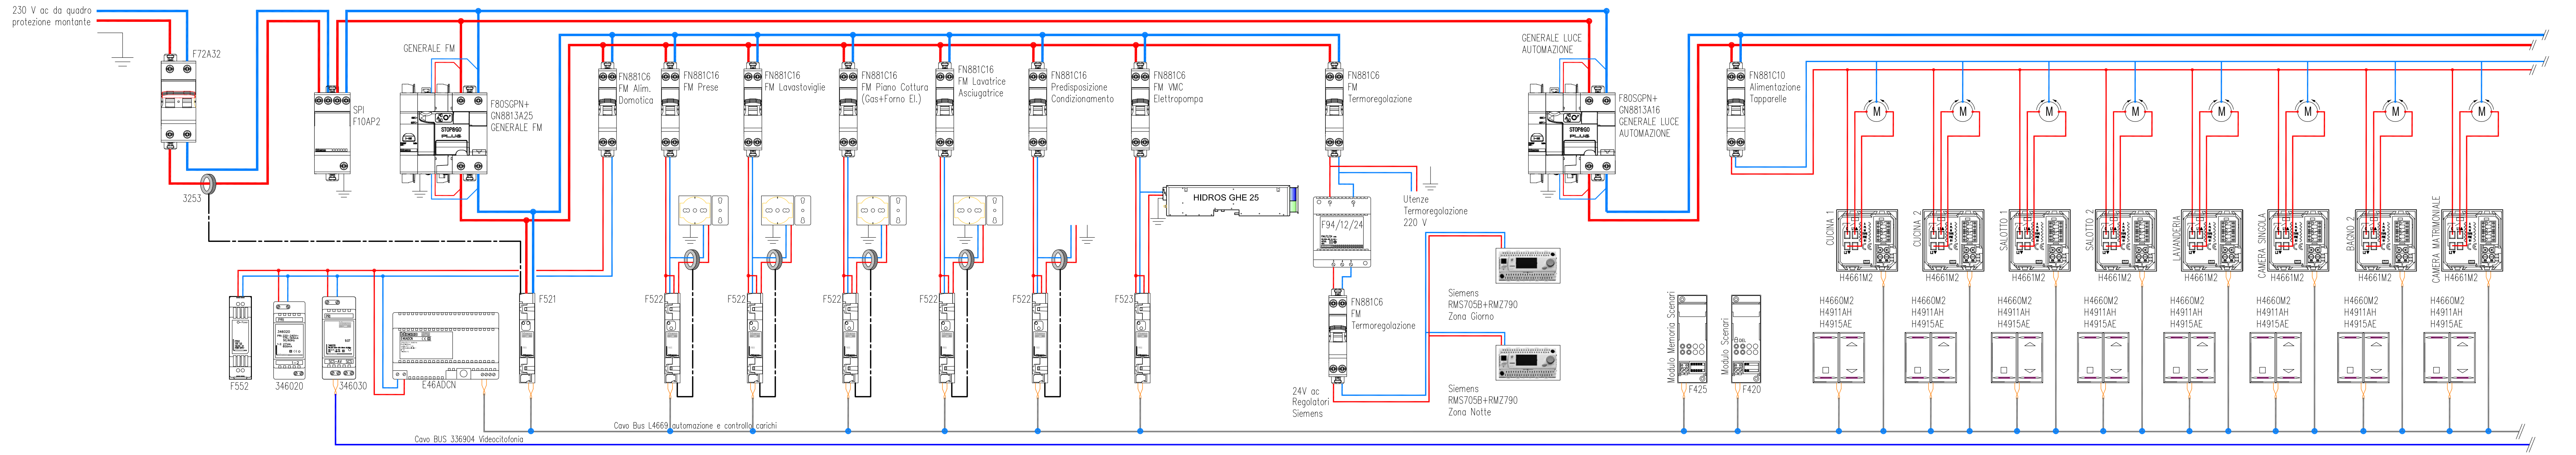 230 V ac da quadro
protezione montante
F72A32
3253
SPI
F10AP2
GENERALE FM
STOP&GO
PLUS
F80SGPN+
GN8813A25
GENERALE FM
FN881C6
FM Alim.
Domotica
FN881C16
FM Prese
FN881C16
FM Lavastoviglie
FN881C16
FM Piano Cottura
(Gas+Forno El.)
FN881C16
FM Lavatrice
Asciugatrice
FN881C16
Predisposizione
Condizionamento
FN881C6
FM VMC
Elettropompa
FN881C6
FM
Termoregolazione
GENERALE LUCE
AUTOMAZIONE
STOP&GO
PLUS
F80SGPN+
GN8813A16
GENERALE LUCE
AUTOMAZIONE
FN881C10
Alimentazione
Tapparelle
M
M
M
M
M
M
M
M
HIDROS GHE 25
Utenze
Termoregolazione
220 V
F94/12/24
FN881C6
FM
Termoregolazione
24V ac
Regolatori
Siemens
Siemens
RMS705B+RMZ790
Zona Giorno
Siemens
RMS705B+RMZ790
Zona Notte
F552
346020
346030
E46ADCN
F521
F522
F522
F522
F522
F522
F523
Modulo Memoria Scenari
F425
Modulo Scenari
F420
CUCINA 1
CUCINA 2
SALOTTO 1
SALOTTO 2
LAVANDERIA
CAMERA SINGOLA
BAGNO 2
CAMERA MATRIMONIALE
H4661M2
H4661M2
H4661M2
H4661M2
H4661M2
H4661M2
H4661M2
H4661M2
H4660M2
H4911AH
H4915AE
H4660M2
H4911AH
H4915AE
H4660M2
H4911AH
H4915AE
H4660M2
H4911AH
H4915AE
H4660M2
H4911AH
H4915AE
H4660M2
H4911AH
H4915AE
H4660M2
H4911AH
H4915AE
H4660M2
H4911AH
H4915AE
Cavo Bus L4669 automazione e controllo carichi
Cavo BUS 336904 Videocitofonia